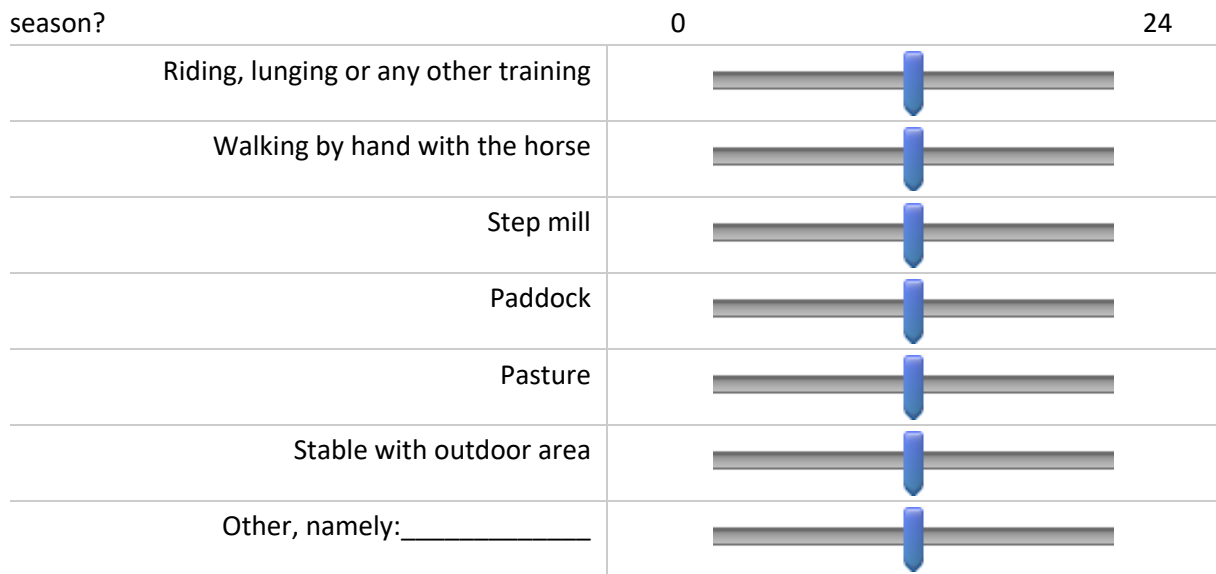 season? 0 24
Riding, lunging or any other training
Walking by hand with the horse
Step mill
Paddock
Pasture
Stable with outdoor area
Other, namely:_____________